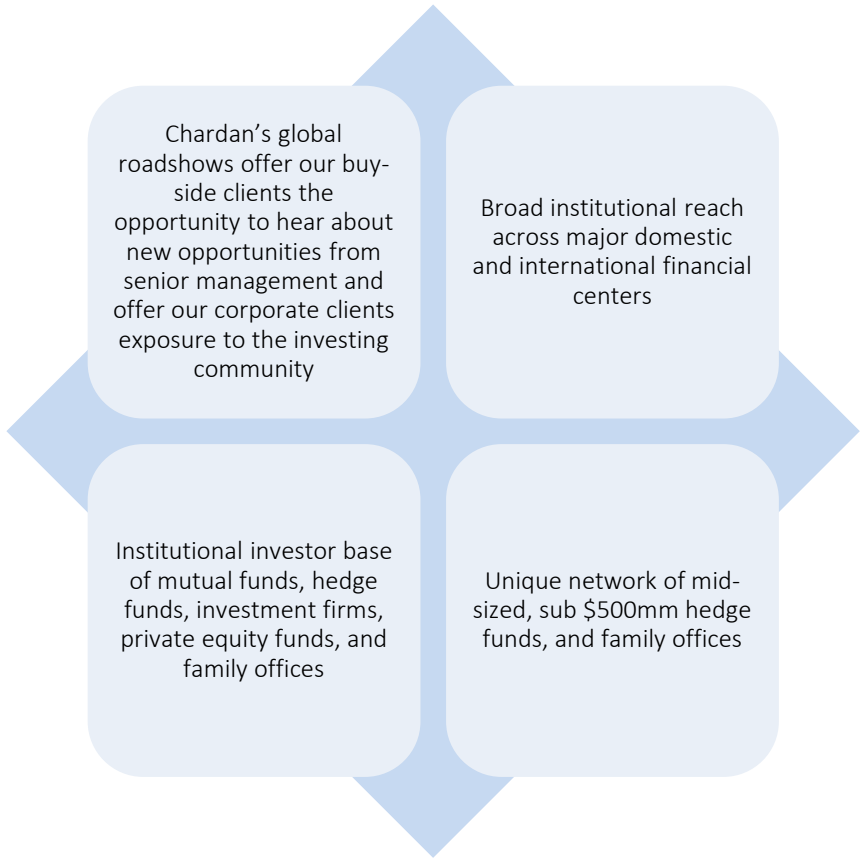 Chardan’s global
roadshows offer our buy-
side clients the
opportunity to hear about
new opportunities from
senior management and
offer our corporate clients
exposure to the investing
community
Broad institutional reach
across major domestic
and international financial
centers
Institutional investor base
of mutual funds, hedge
funds, investment firms,
private equity funds, and
family offices
Unique network of mid-
sized, sub $500mm hedge
funds, and family offices